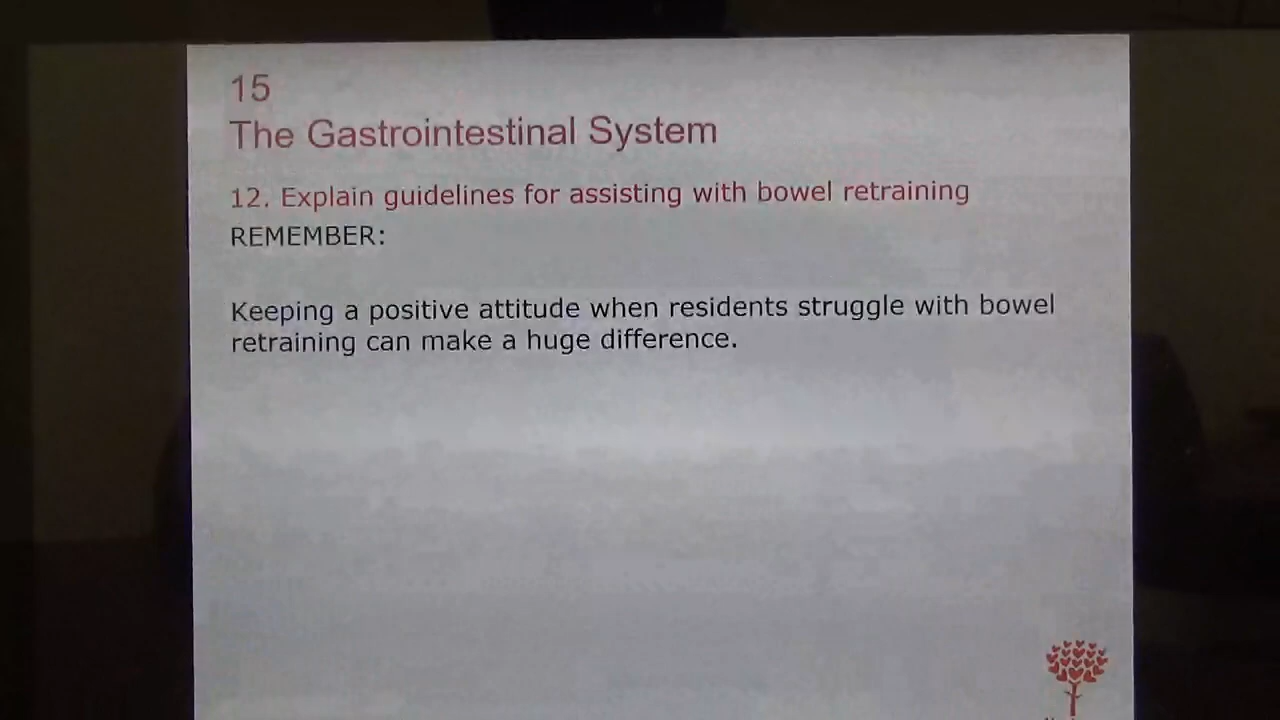 15
The Gastrointestinal System
12. Explain guidelines for assisting with bowel retraining
REMEMBER:
Keeping a positive attitude when residents struggle with bowel
retraining can make a huge difference.